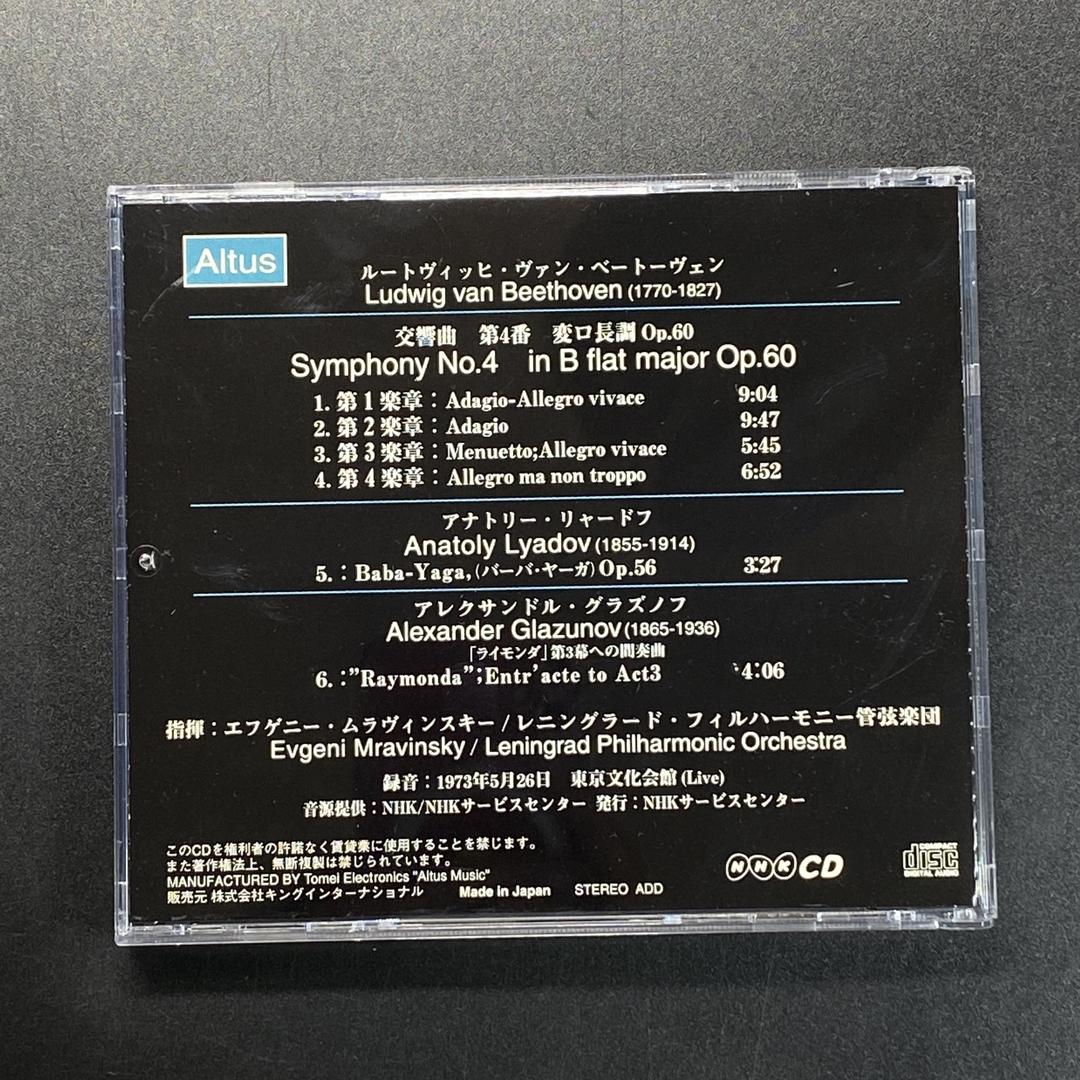 Altus
ルートヴィッヒ・ヴァン・ベートーヴェン
Ludwig van Beethoven (1770-1827)
交響曲 第4番 変ロ長調 Op.60
Symphony No.4 in B flat major Op.60
1. 第1楽章：Adagio-Allegro vivace 9:04
2. 第2楽章：Adagio 9:47
3. 第3楽章：Menuetto;Allegro vivace 5:45
4. 第4楽章：Allegro ma non troppo 6:52
アナトリー・リャードフ
Anatoly Lyadov (1855-1914)
5.：Baba-Yaga,(バーバ・ヤーガ) Op.56 3:27
アレクサンドル・グラズノフ
Alexander Glazunov (1865-1936)
「ライモンダ」第3幕への間奏曲
6.：”Raymonda”;Entr'acte to Act3 4:06
指揮：エフゲニー・ムラヴィンスキー/レニングラード・フィルハーモニー管弦楽団
Evgeni Mravinsky / Leningrad Philharmonic Orchestra
録音：1973年5月26日 東京文化会館 (Live)
音源提供：NHK/NHKサービスセンター 発行：NHKサービスセンター
このCDを権利者の許諾なく賃貸業に使用することを禁じます。
また著作権法上、無断複製は禁じられています。
MANUFACTURED BY Tomei Electronics "Altus Music"
販売元 株式会社キングインターナショナル Made in Japan STEREO ADD
NHK CD
COMPACT
disc
DIGITAL AUDIO